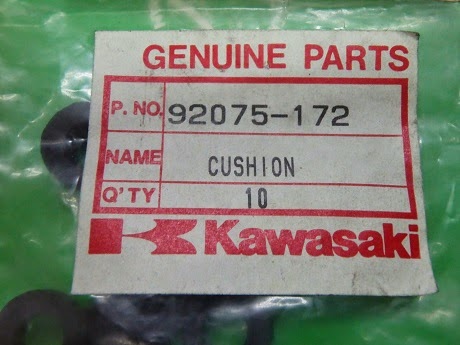 GENUINE PARTS
P. NO. 92075-172
NAME CUSHION
Q'TY 10
Kawasaki